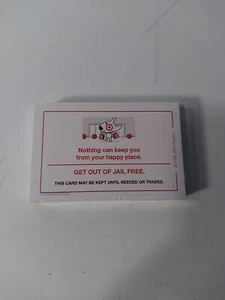 Nothing can keep you
from your happy place.
GET OUT OF JAIL FREE.
THIS CARD MAY BE KEPT UNTIL NEEDED OR TRADED.